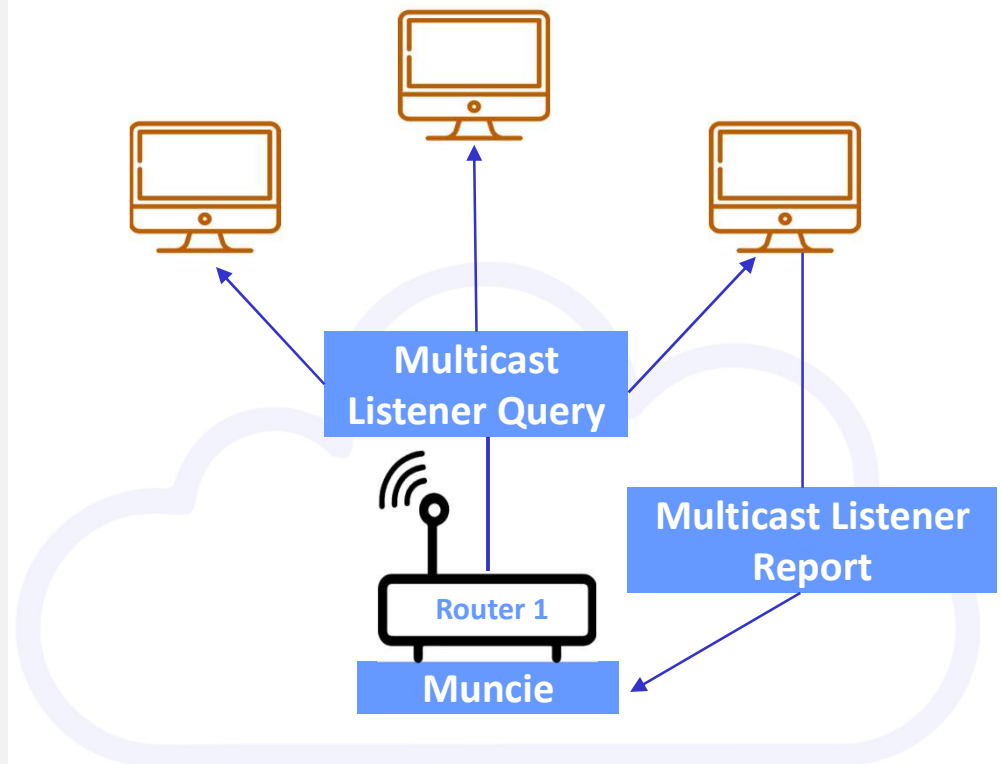 Multicast
Listener Query
Multicast Listener
Report
Router 1
Muncie